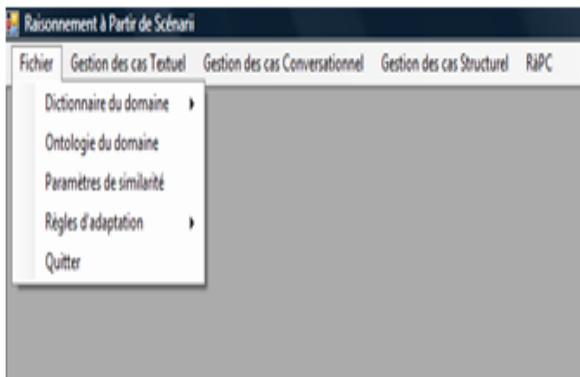 Raisonnement à Partir de Scénarii
Fichier Gestion des cas Textuel Gestion des cas Conversationnel Gestion des cas Structurel RàPC
Dictionnaire du domaine
Ontologie du domaine
Paramètres de similarité
Règles d'adaptation
Quitter